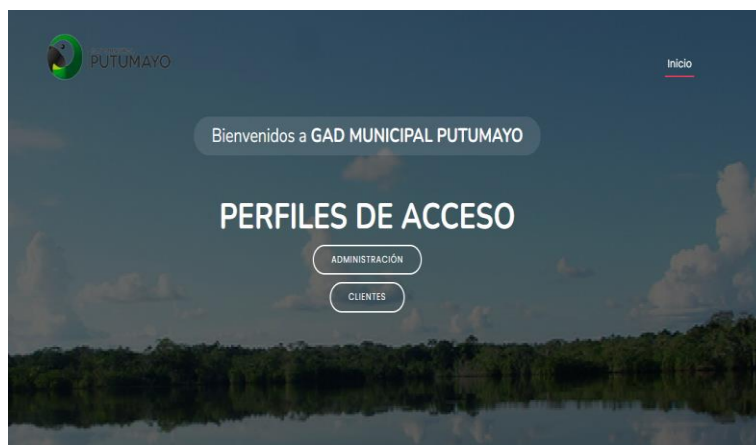 PUTUMAYO
Inicio
Bienvenidos a GAD MUNICIPAL PUTUMAYO
PERFILES DE ACCESO
ADMINISTRACIÓN
CLIENTES